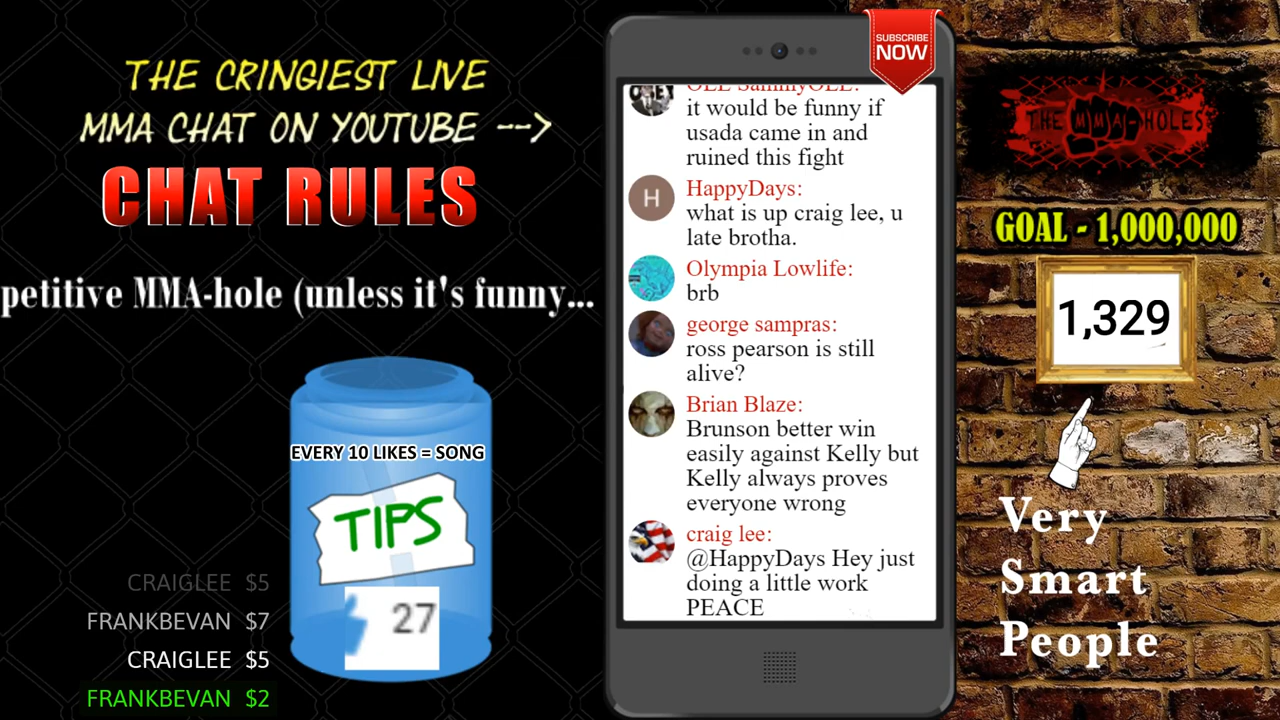 THE CRINGIEST LIVE
MMA CHAT ON YOUTUBE -->
CHAT RULES
petitive MMA-hole (unless it's funny...
EVERY 10 LIKES = SONG
TIPS
27
CRAIGLEE $5
FRANKBEVAN $7
CRAIGLEE $5
FRANKBEVAN $2
SUBSCRIBE
NOW
OBEY
OLE SammyOLE:
it would be funny if
usada came in and
ruined this fight
H
HappyDays:
what is up craig lee, u
late brotha.
Olympia Lowlife:
brb
george sampras:
ross pearson is still
alive?
Brian Blaze:
Brunson better win
easily against Kelly but
Kelly always proves
everyone wrong
craig lee:
@HappyDays Hey just
doing a little work
PEACE
THE MMA-HOLES
GOAL - 1,000,000
1,329
Very
Smart
People